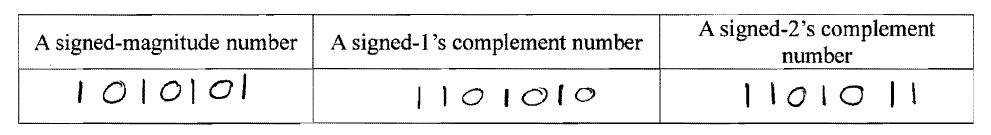 A signed-magnitude number
A signed-1's complement number
A signed-2's complement
number
1010101
1101010
1101011